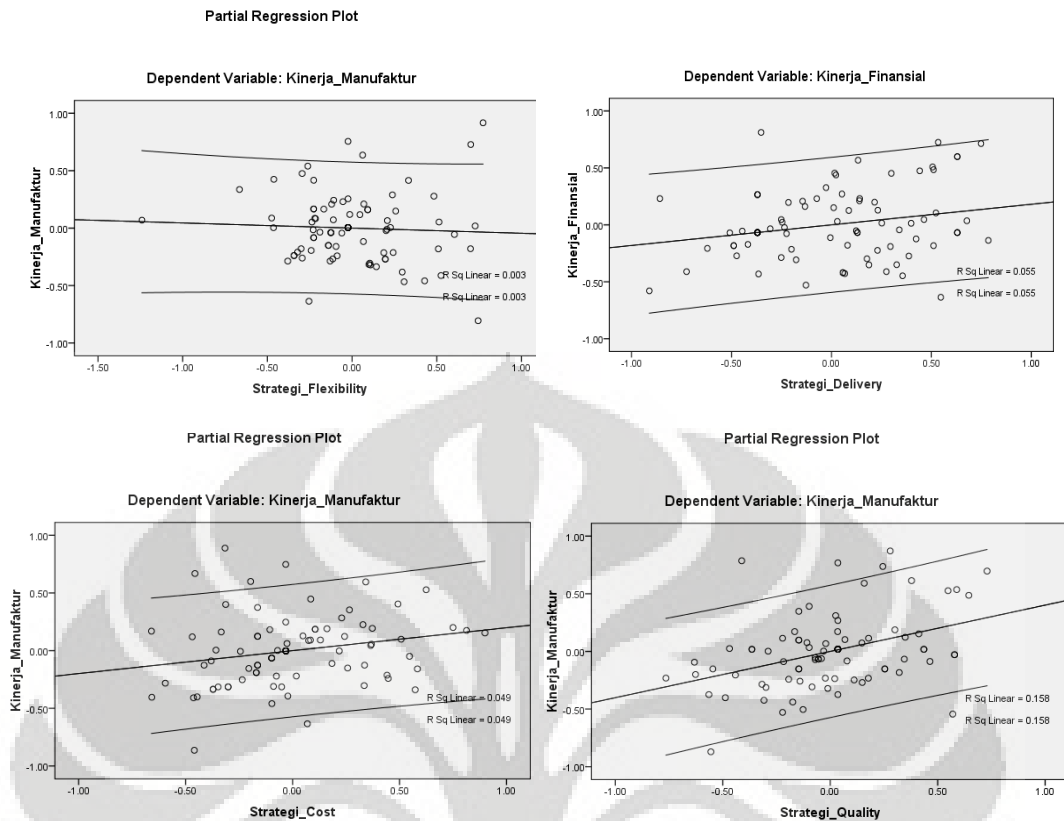 Partial Regression Plot
Dependent Variable: Kinerja_Manufaktur
Kinerja_Manufaktur
1.00
0.50
0.00
-0.50
-1.00
R Sq Linear = 0.003
R Sq Linear = 0.003
-1.50 -1.00 -0.50 0.00 0.50 1.00
Strategi_Flexibility
Dependent Variable: Kinerja_Finansial
Kinerja_Finansial
1.00
0.50
0.00
-0.50
-1.00
R Sq Linear = 0.055
R Sq Linear = 0.055
-1.00 -0.50 0.00 0.50 1.00
Strategi_Delivery
Partial Regression Plot
Dependent Variable: Kinerja_Manufaktur
Kinerja_Manufaktur
1.00
0.50
0.00
-0.50
-1.00
R Sq Linear = 0.049
R Sq Linear = 0.049
-1.00 -0.50 0.00 0.50 1.00
Strategi_Cost
Partial Regression Plot
Dependent Variable: Kinerja_Manufaktur
Kinerja_Manufaktur
1.00
0.50
0.00
-0.50
-1.00
R Sq Linear = 0.158
R Sq Linear = 0.158
-1.00 -0.50 0.00 0.50 1.00
Strategi_Quality